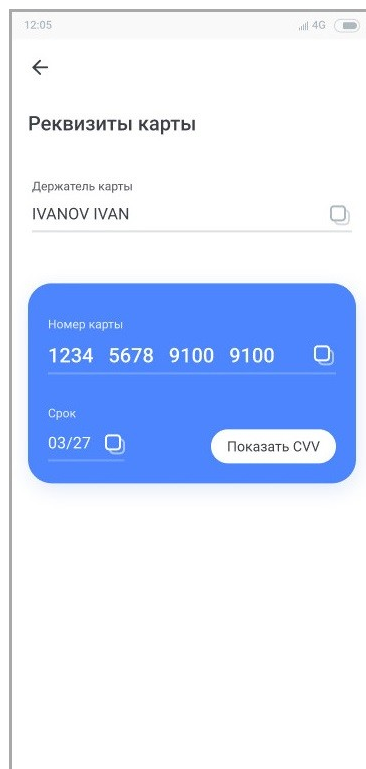 12:05 4G
Реквизиты карты
Держатель карты
IVANOV IVAN
Номер карты
1234 5678 9100 9100
Срок
03/27
Показать CVV